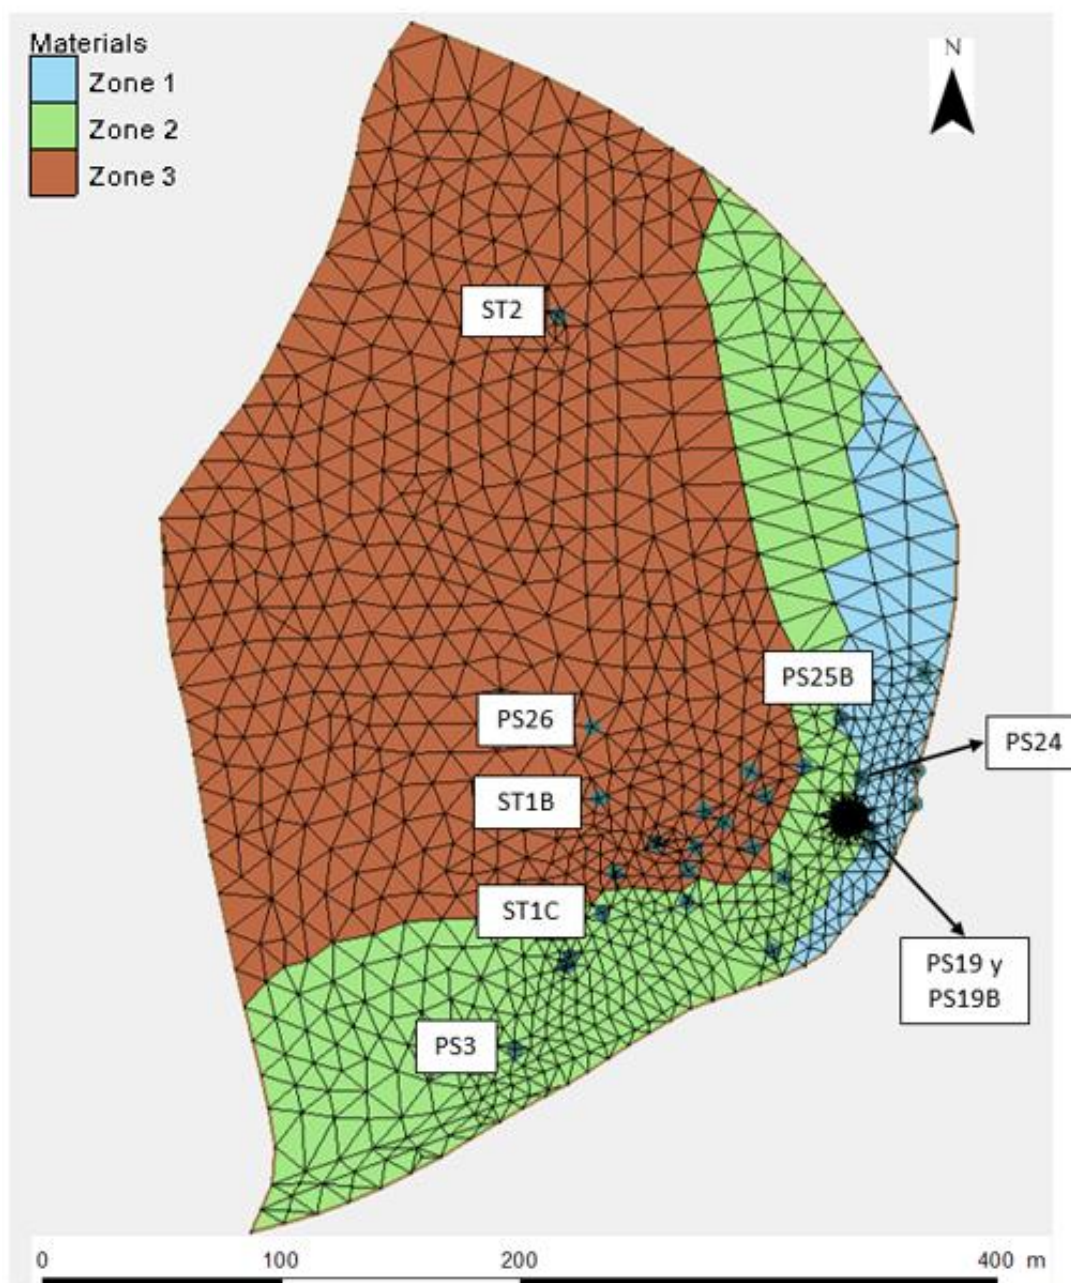 Materials
Zone 1
Zone 2
Zone 3
N
ST2
PS25B
PS26
PS24
ST1B
ST1C
PS19 y
PS19B
PS3
0 100 200 400 m